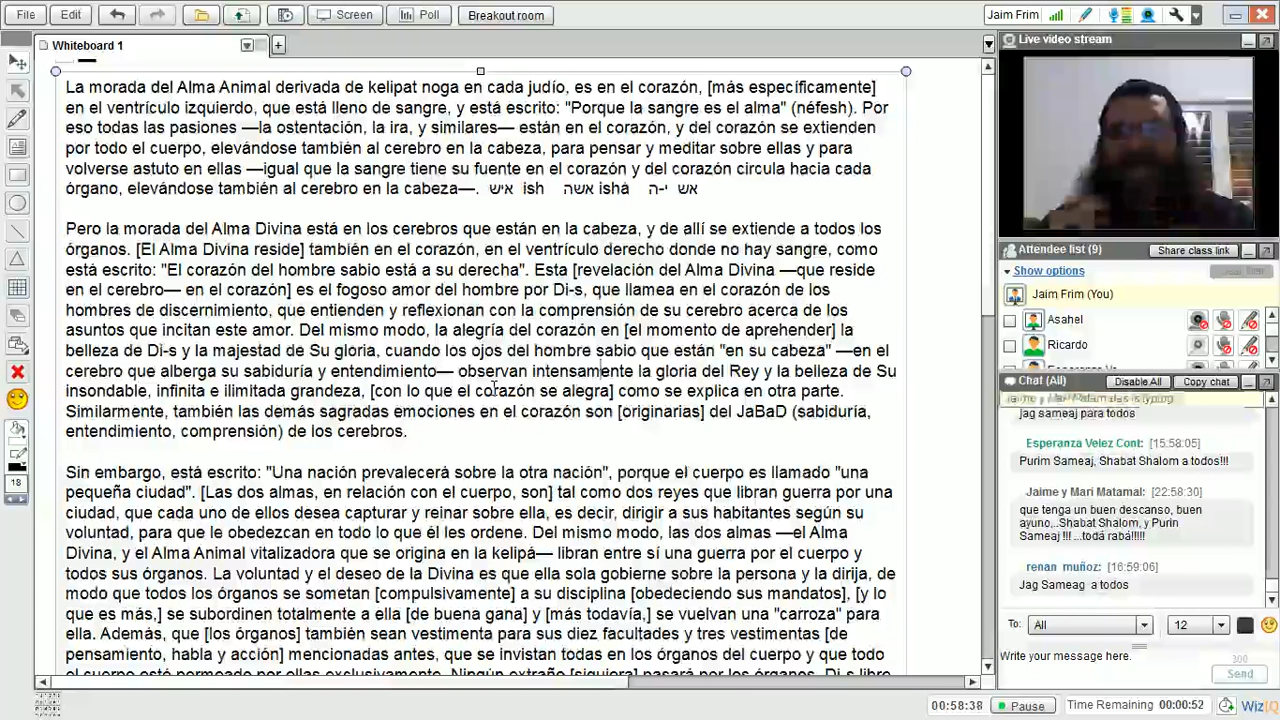 File
Edit
Screen
Poll
Breakout room
Jaim Frim
Whiteboard 1
La morada del Alma Animal derivada de kelipat noga en cada judío, es en el corazón, [más específicamente]
en el ventrículo izquierdo, que está lleno de sangre, y está escrito: "Porque la sangre es el alma" (néfesh). Por
eso todas las pasiones —la ostentación, la ira, y similares— están en el corazón, y del corazón se extienden
por todo el cuerpo, elevándose también al cerebro en la cabeza, para pensar y meditar sobre ellas y para
volverse astuto en ellas —igual que la sangre tiene su fuente en el corazón y del corazón circula hacia cada
órgano, elevándose también al cerebro en la cabeza—. איש ish אשה ishá אש י-ה
Pero la morada del Alma Divina está en los cerebros que están en la cabeza, y de allí se extiende a todos los
órganos. [El Alma Divina reside] también en el corazón, en el ventrículo derecho donde no hay sangre, como
está escrito: "El corazón del hombre sabio está a su derecha". Esta [revelación del Alma Divina —que reside
en el cerebro— en el corazón] es el fogoso amor del hombre por Di-s, que llamea en el corazón de los
hombres de discernimiento, que entienden y reflexionan con la comprensión de su cerebro acerca de los
asuntos que incitan este amor. Del mismo modo, la alegría del corazón en [el momento de aprehender] la
belleza de Di-s y la majestad de Su gloria, cuando los ojos del hombre sabio que están "en su cabeza" —en el
cerebro que alberga su sabiduría y entendimiento— observan intensamente la gloria del Rey y la belleza de Su
insondable, infinita e ilimitada grandeza, [con lo que el corazón se alegra] como se explica en otra parte.
Similarmente, también las demás sagradas emociones en el corazón son [originarias] del JaBaD (sabiduría,
entendimiento, comprensión) de los cerebros.
Sin embargo, está escrito: "Una nación prevalecerá sobre la otra nación", porque el cuerpo es llamado "una
pequeña ciudad". [Las dos almas, en relación con el cuerpo, son] tal como dos reyes que libran guerra por una
ciudad, que cada uno de ellos desea capturar y reinar sobre ella, es decir, dirigir a sus habitantes según su
voluntad, para que le obedezcan en todo lo que él les ordene. Del mismo modo, las dos almas —el Alma
Divina, y el Alma Animal vitalizadora que se origina en la kelipá— libran entre sí una guerra por el cuerpo y
todos sus órganos. La voluntad y el deseo de la Divina es que ella sola gobierne sobre la persona y la dirija, de
modo que todos los órganos se sometan [compulsivamente] a su disciplina [obedeciendo sus mandatos], [y lo
que es más,] se subordinen totalmente a ella [de buena gana] y [más todavía,] se vuelvan una "carroza" para
ella. Además, que [los órganos] también sean vestimenta para sus diez facultades y tres vestimentas [de
pensamiento, habla y acción] mencionadas antes, que se invistan todas en los órganos del cuerpo y que todo
el cuerpo esté permeado por ellas exclusivamente. Ningún extraño [siquiera] pasará por los órganos. Di-s libre
18
Live video stream
Attendee list (9)
Share class link
Show options
Jaim Frim (You)
Asahel
Ricardo
Chat (All)
Disable All
Copy chat
is typing
jag sameaj para todos
Esperanza Velez Cont: [15:58:05]
Purim Sameaj, Shabat Shalom a todos!!!
Jaime y Mari Matamal: [22:58:30]
que tenga un buen descanso, buen
ayuno,..Shabat Shalom, y Purin
Sameaj !!! ...todá rabá!!!!!
renan muñoz: [16:59:06]
Jag Sameag a todos
To:
All
12
Write your message here.
300
Send
00:58:38
Pause
Time Remaining 00:00:52
WizIQ